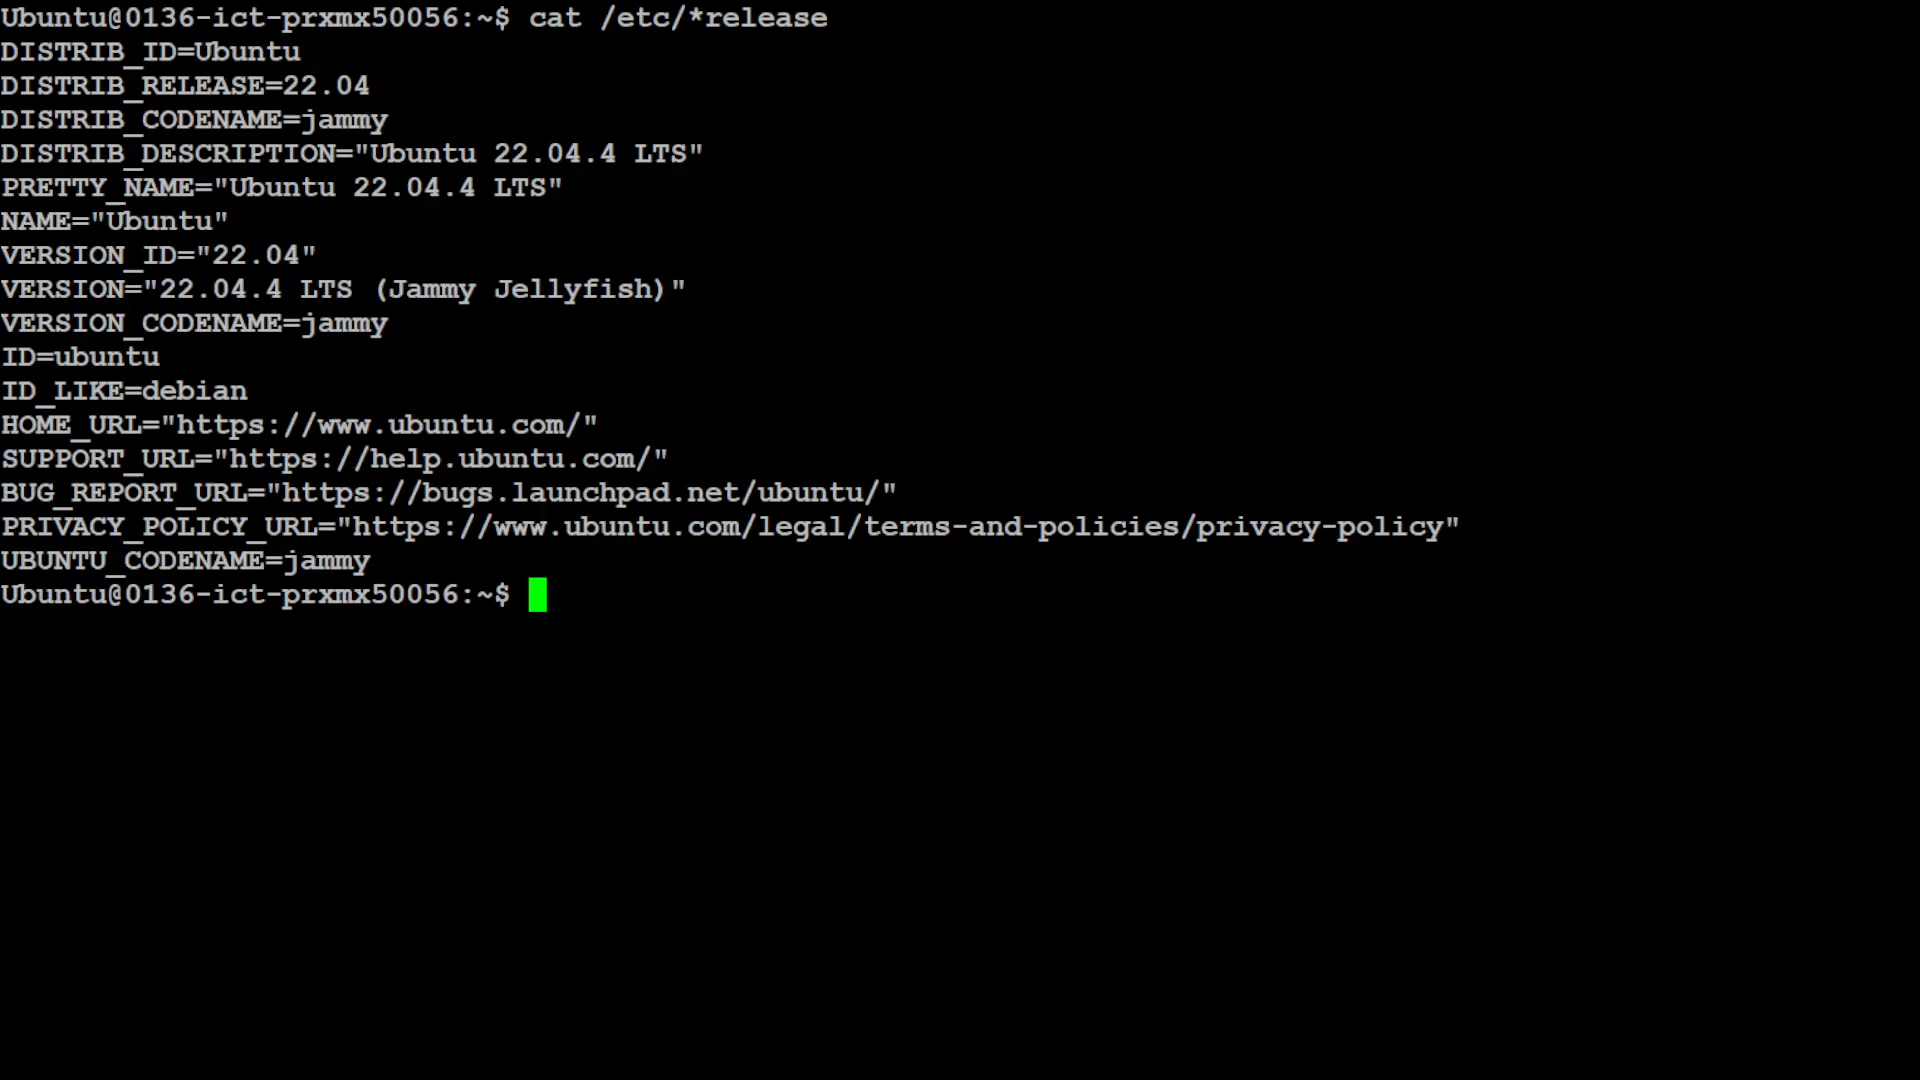 Ubuntu@0136-ict-prxmx50056:~$ cat /etc/*release
DISTRIB_ID=Ubuntu
DISTRIB_RELEASE=22.04
DISTRIB_CODENAME=jammy
DISTRIB_DESCRIPTION="Ubuntu 22.04.4 LTS"
PRETTY_NAME="Ubuntu 22.04.4 LTS"
NAME="Ubuntu"
VERSION_ID="22.04"
VERSION="22.04.4 LTS (Jammy Jellyfish)"
VERSION_CODENAME=jammy
ID=ubuntu
ID_LIKE=debian
HOME_URL="https://www.ubuntu.com/"
SUPPORT_URL="https://help.ubuntu.com/"
BUG_REPORT_URL="https://bugs.launchpad.net/ubuntu/"
PRIVACY_POLICY_URL="https://www.ubuntu.com/legal/terms-and-policies/privacy-policy"
UBUNTU_CODENAME=jammy
Ubuntu@0136-ict-prxmx50056:~$